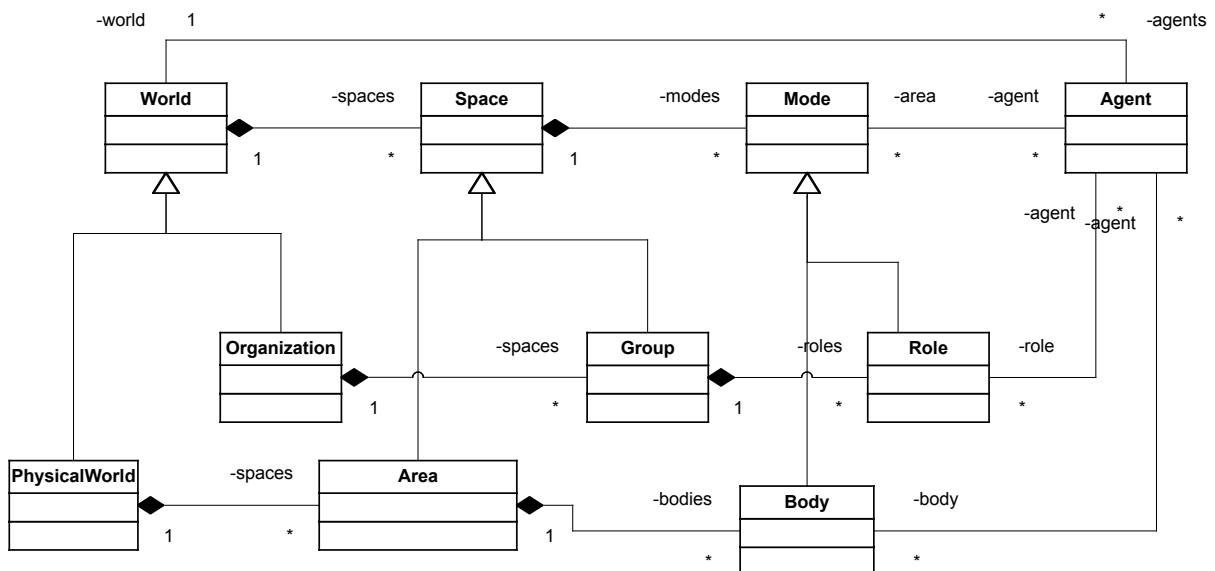 -world 1 * -agents
World -spaces Space -modes Mode -area -agent Agent
1 * 1 * * *
-agent * -agent *
Organization -spaces Group -roles Role -role
1 * 1 * *
PhysicalWorld -spaces Area
-bodies Body -body
1 * 1
* *